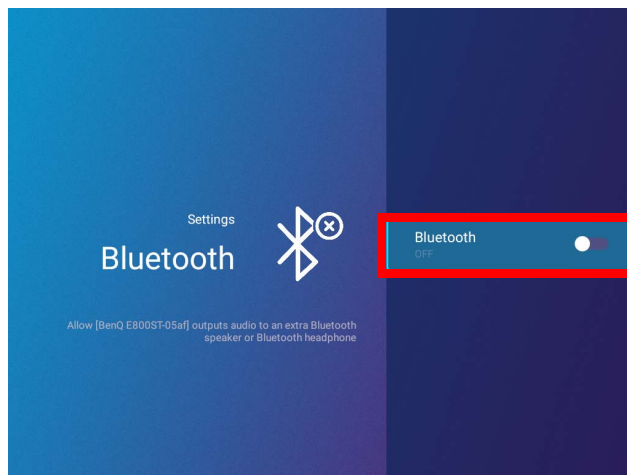 Settings
Bluetooth
Allow [BenQ E800ST-05af] outputs audio to an extra Bluetooth
speaker or Bluetooth headphone
Bluetooth
OFF